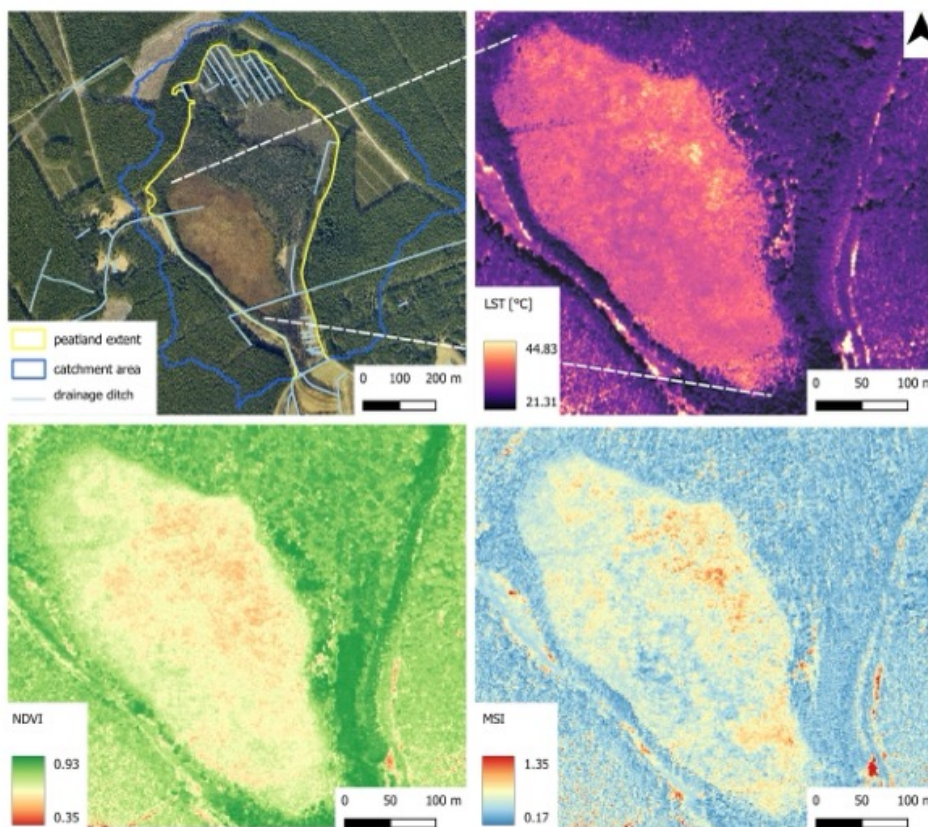 peatland extent
catchment area
drainage ditch
0 100 200 m
LST [°C]
44.83
21.31
0 50 100 m
NDVI
0.93
0.35
0 50 100 m
MSI
1.35
0.17
0 50 100 m